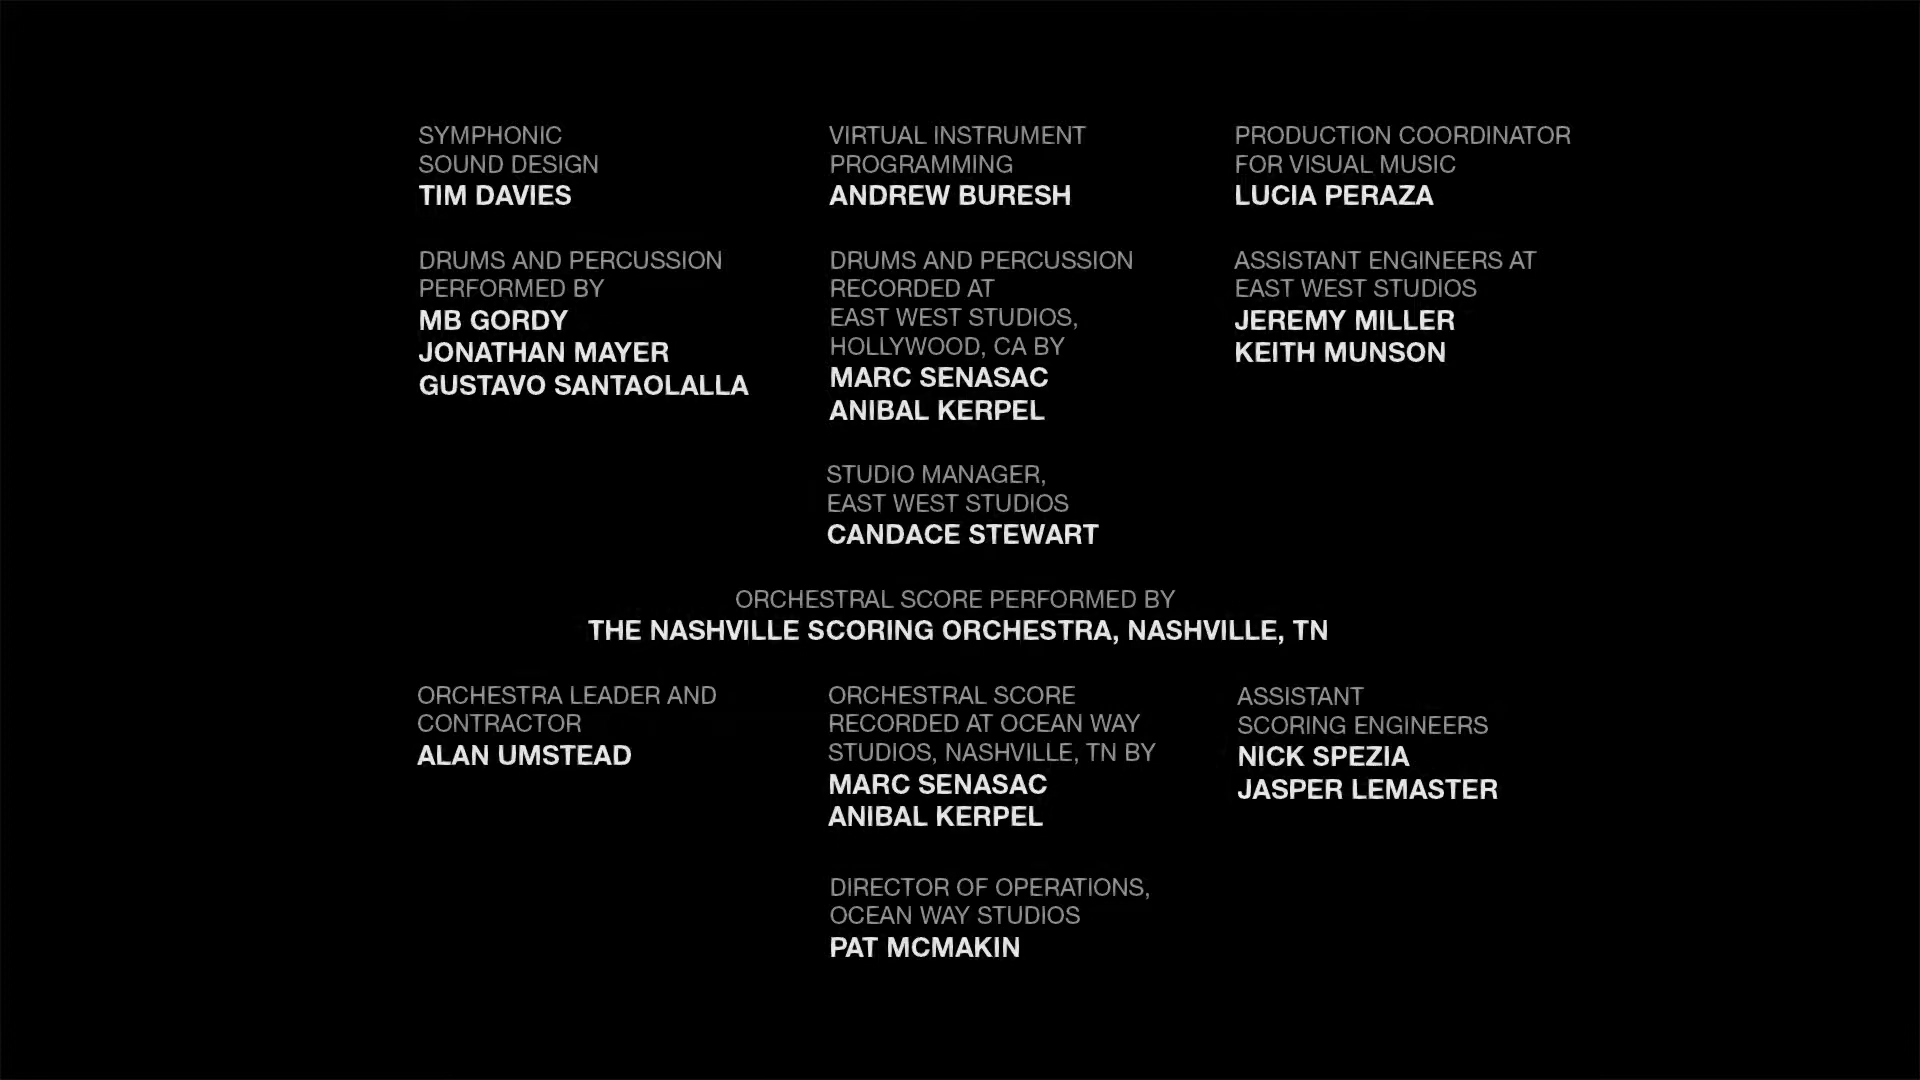 SYMPHONIC
SOUND DESIGN
TIM DAVIES
VIRTUAL INSTRUMENT
PROGRAMMING
ANDREW BURESH
PRODUCTION COORDINATOR
FOR VISUAL MUSIC
LUCIA PERAZA
DRUMS AND PERCUSSION
PERFORMED BY
MB GORDY
JONATHAN MAYER
GUSTAVO SANTAOLALLA
DRUMS AND PERCUSSION
RECORDED AT
EAST WEST STUDIOS,
HOLLYWOOD, CA BY
MARC SENASAC
ANIBAL KERPEL
ASSISTANT ENGINEERS AT
EAST WEST STUDIOS
JEREMY MILLER
KEITH MUNSON
STUDIO MANAGER,
EAST WEST STUDIOS
CANDACE STEWART
ORCHESTRAL SCORE PERFORMED BY
THE NASHVILLE SCORING ORCHESTRA, NASHVILLE, TN
ORCHESTRA LEADER AND
CONTRACTOR
ALAN UMSTEAD
ORCHESTRAL SCORE
RECORDED AT OCEAN WAY
STUDIOS, NASHVILLE, TN BY
MARC SENASAC
ANIBAL KERPEL
ASSISTANT
SCORING ENGINEERS
NICK SPEZIA
JASPER LEMASTER
DIRECTOR OF OPERATIONS,
OCEAN WAY STUDIOS
PAT MCMAKIN